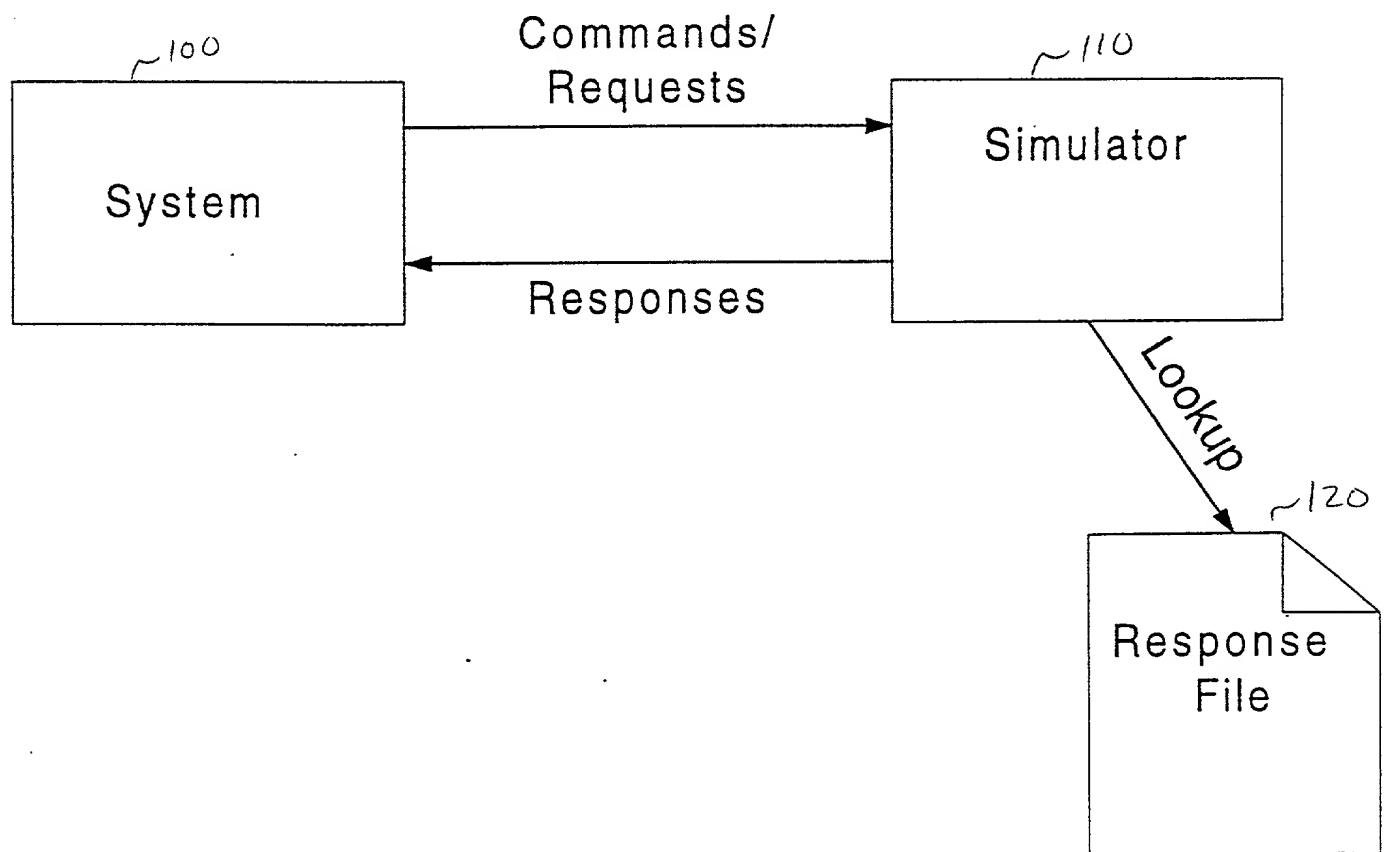 100
Commands/
Requests
110
System
Simulator
Responses
Lookup
120
Response
File